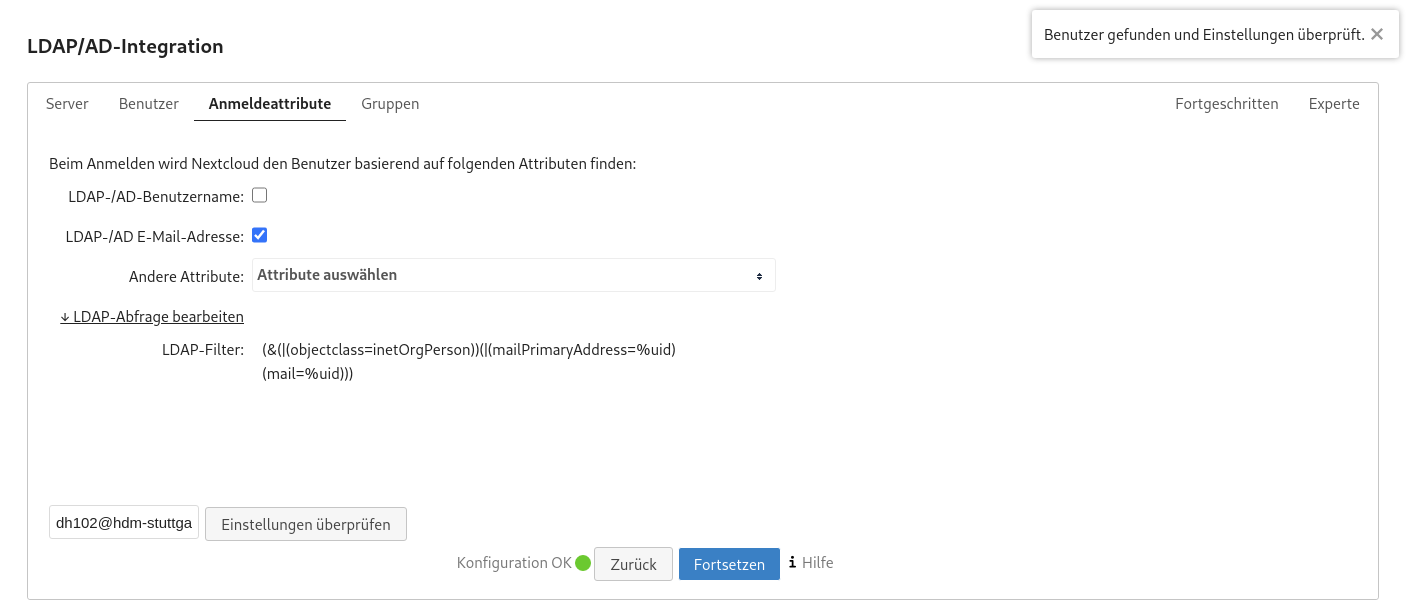 LDAP/AD-Integration
Benutzer gefunden und Einstellungen überprüft. ×
Server Benutzer Anmeldeattribute Gruppen Fortgeschritten Experte
Beim Anmelden wird Nextcloud den Benutzer basierend auf folgenden Attributen finden:
LDAP-/AD-Benutzername:
LDAP-/AD E-Mail-Adresse:
Andere Attribute: Attribute auswählen
↓ LDAP-Abfrage bearbeiten
LDAP-Filter: (&(|(objectclass=inetOrgPerson))(|(mailPrimaryAddress=%uid)
(mail=%uid)))
dh102@hdm-stuttga Einstellungen überprüfen
Konfiguration OK Zurück Fortsetzen i Hilfe